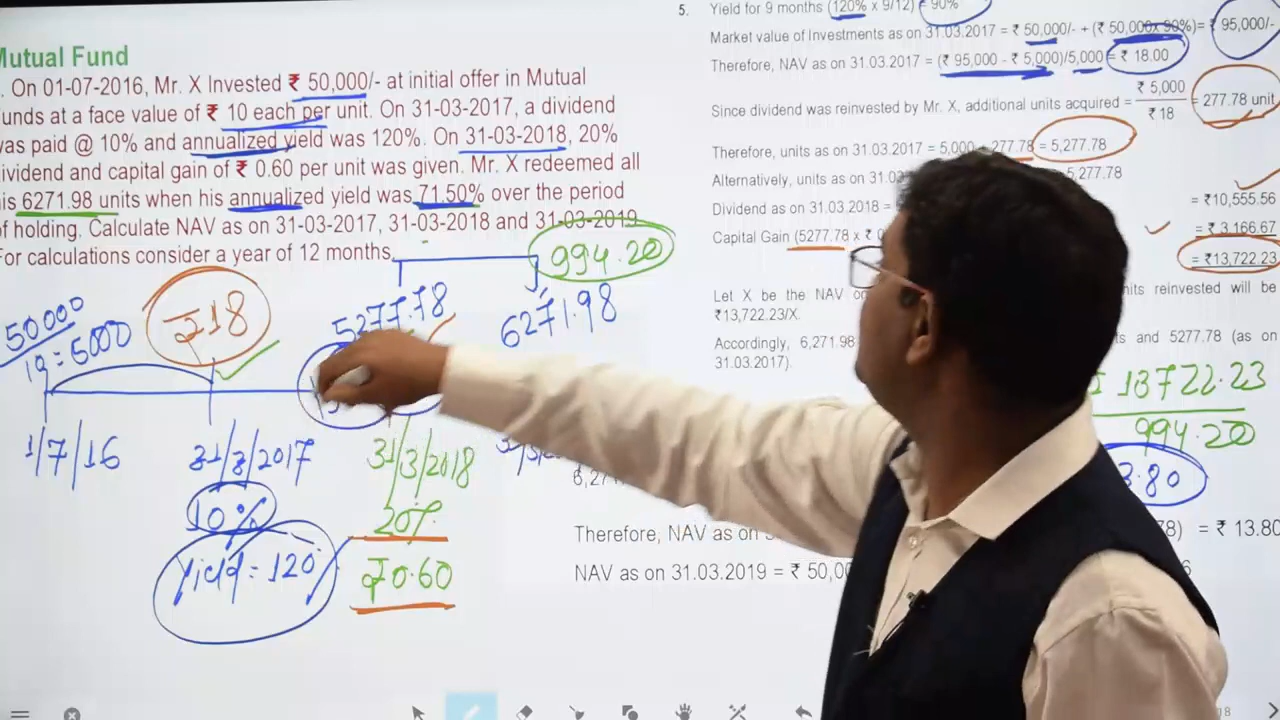 Mutual Fund
. On 01-07-2016, Mr. X Invested ₹ 50,000/- at initial offer in Mutual
unds at a face value of ₹ 10 each per unit. On 31-03-2017, a dividend
was paid @ 10% and annualized yield was 120%. On 31-03-2018, 20%
ividend and capital gain of ₹ 0.60 per unit was given. Mr. X redeemed all
his 6271.98 units when his annualized yield was 71.50% over the period
of holding. Calculate NAV as on 31-03-2017, 31-03-2018 and 31-03-2019
For calculations consider a year of 12 months.
994.20
50000
10 = 5000
₹18
5277.78
6271.98
1/7/16
31/3/2017
31/3/2018
10%
20%
Yield = 120%
₹0.60
5. Yield for 9 months (120% x 9/12) = 90%
Market value of Investments as on 31.03.2017 = ₹ 50,000/- + (₹ 50,000x 90%)= ₹ 95,000/-
Therefore, NAV as on 31.03.2017 = (₹ 95,000 - ₹ 5,000)/5,000 = ₹ 18.00
Since dividend was reinvested by Mr. X, additional units acquired = ₹ 5,000 / ₹18 = 277.78 unit
Therefore, units as on 31.03.2017 = 5,000 + 277.78 = 5,277.78
Alternatively, units as on 31.03 5,277.78
Dividend as on 31.03.2018 = = ₹10,555.56
Capital Gain (5277.78 x ₹ 0 = ₹ 3,166.67
= ₹13,722.23
Let X be the NAV on nits reinvested will be
₹13,722.23/X.
Accordingly, 6,271.98 ts and 5277.78 (as on
31.03.2017).
13722.23
994.20
3.80
6,271
Therefore, NAV as on 78) = ₹ 13.80
NAV as on 31.03.2019 = ₹ 50,00
18